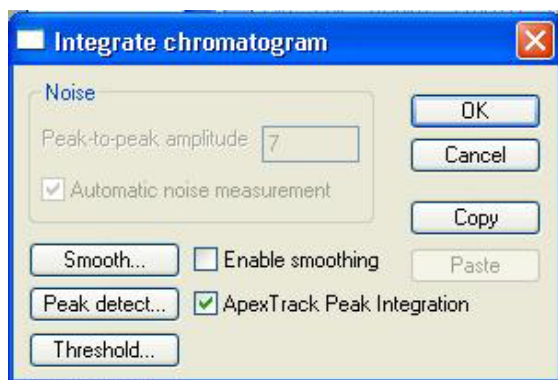 Integrate chromatogram
Noise
Peak-to-peak amplitude 7
Automatic noise measurement
OK
Cancel
Copy
Smooth... Enable smoothing Paste
Peak detect... ApexTrack Peak Integration
Threshold...